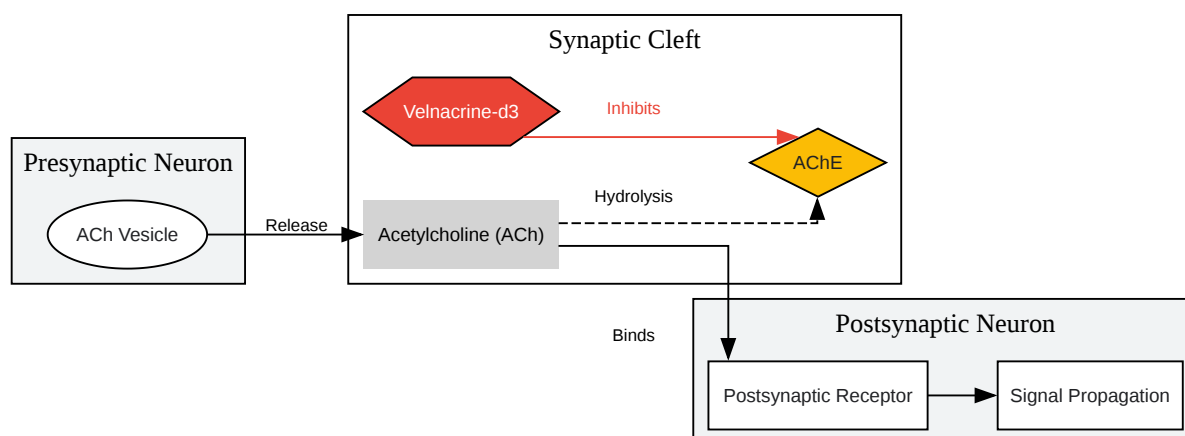 Synaptic Cleft
Velnacrine-d3
Inhibits
AChE
Presynaptic Neuron
ACh Vesicle
Release
Hydrolysis
Acetylcholine (ACh)
Binds
Postsynaptic Neuron
Postsynaptic Receptor
Signal Propagation